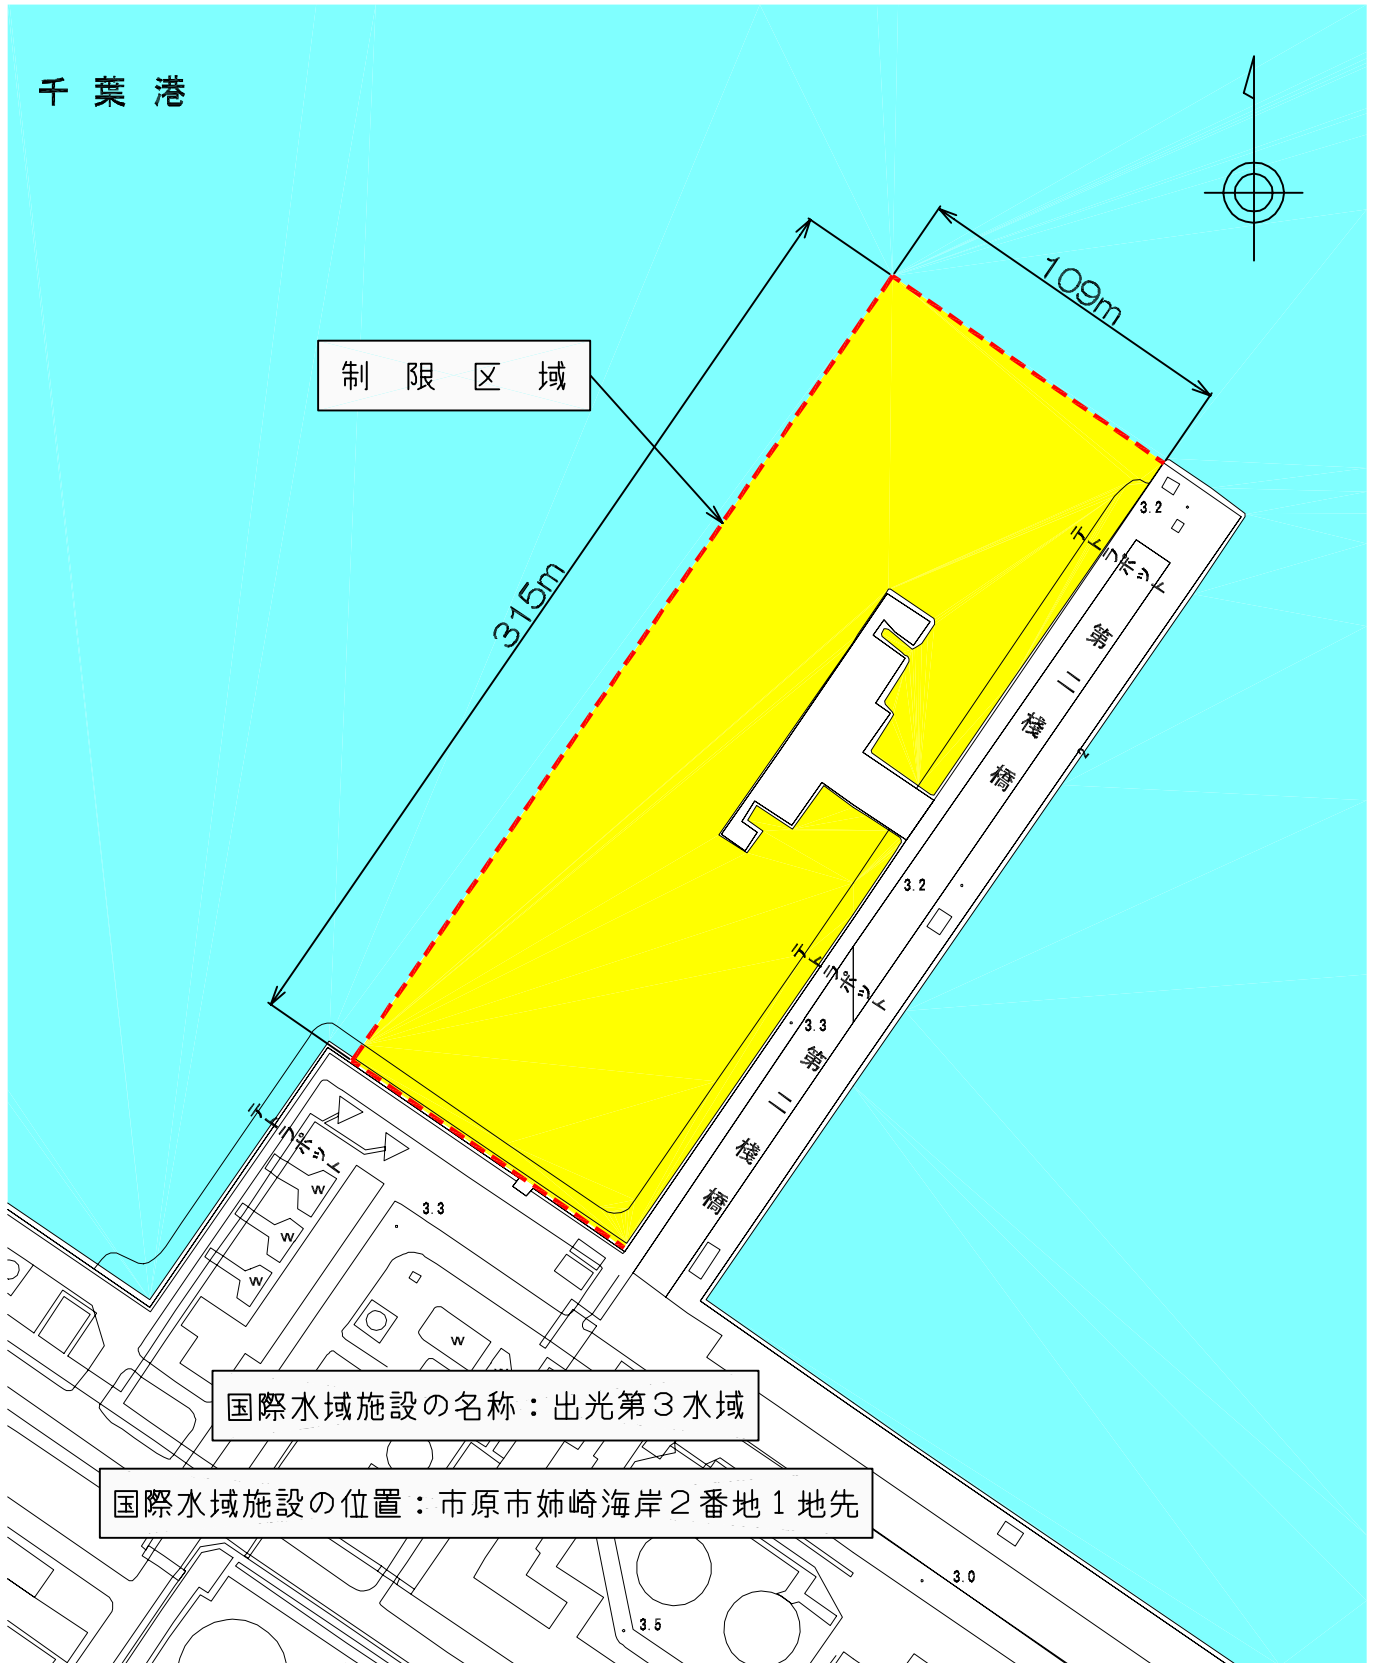 千葉港
109m
制限区域
315m
3.2
テトラポット
第二桟橋
2
3.2
テトラポット
3.3
第二桟橋
テトラポット
W
3.3
W
W
W
国際水域施設の名称：出光第３水域
国際水域施設の位置：市原市姉崎海岸２番地１地先
3.0
3.5